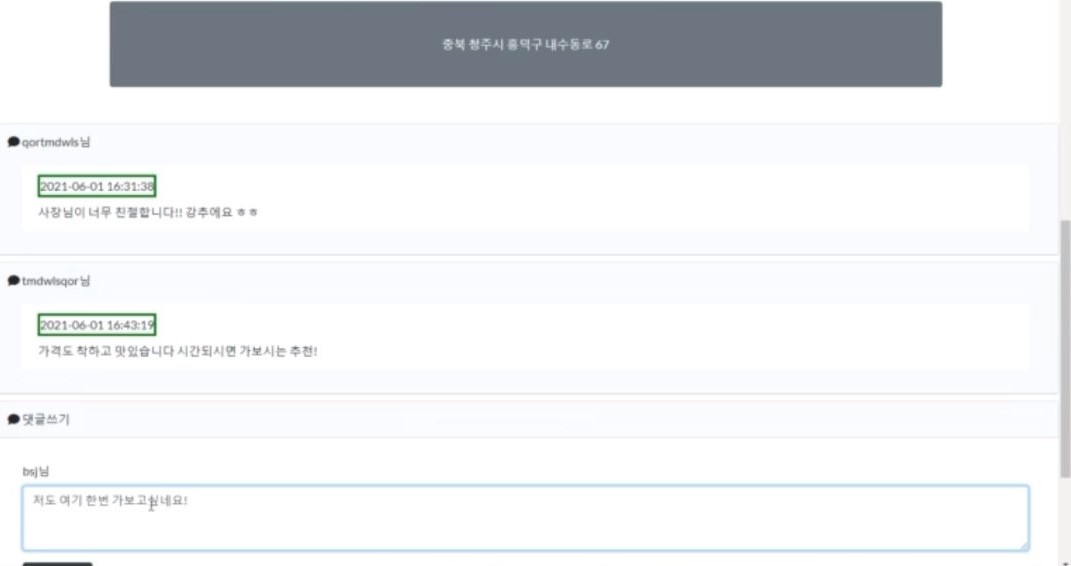 충북 청주시 흥덕구 내수동로 67
qortmdwls님
2021-06-01 16:31:38
사장님이 너무 친절합니다!! 강추에요 ㅎㅎ
tmdwlsqor님
2021-06-01 16:43:19
가격도 착하고 맛있습니다 시간되시면 가보시는 추천!
댓글쓰기
bsj님
저도 여기 한번 가보고싶네요!